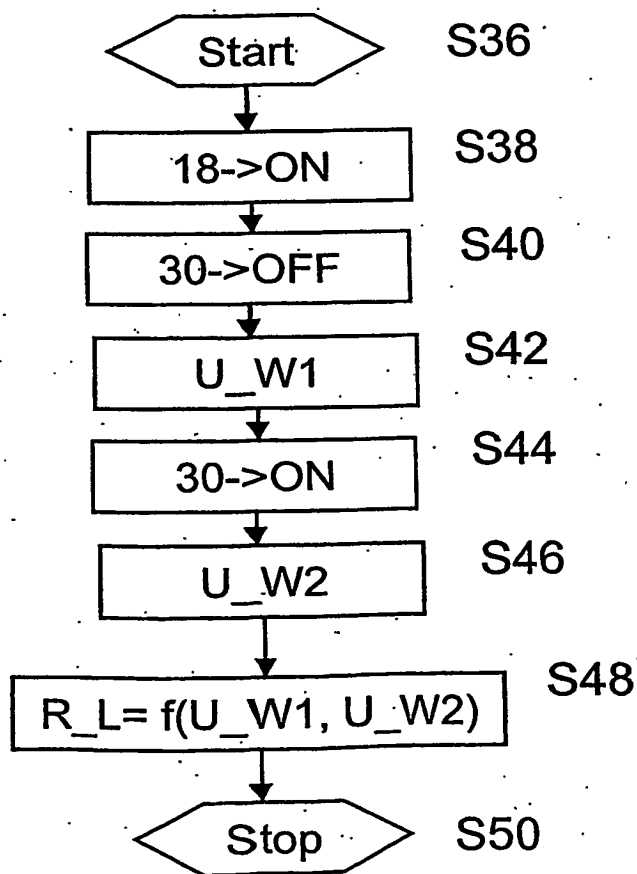 Start S36
18->ON S38
30->OFF S40
U_W1 S42
30->ON S44
U_W2 S46
R_L= f(U_W1, U_W2) S48
Stop S50